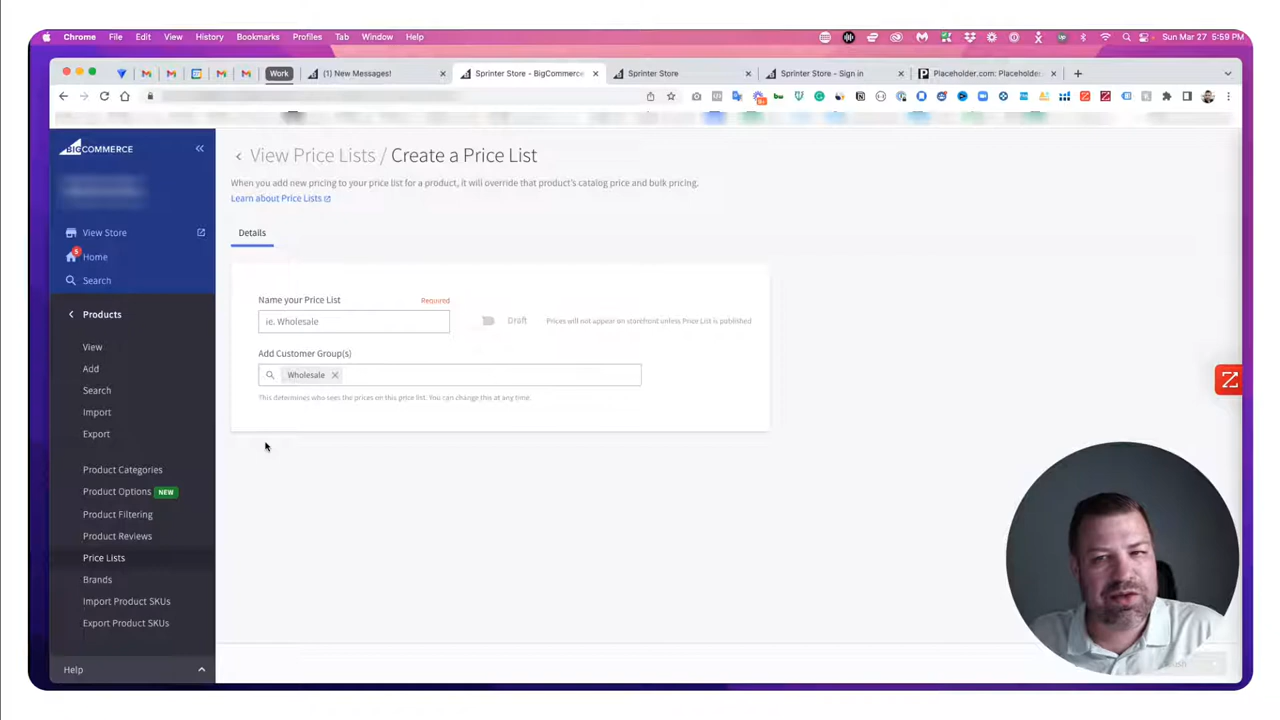 Chrome File Edit View History Bookmarks Profiles Tab Window Help Sun Mar 27 5:59 PM
Work (1) New Messages! Sprinter Store - BigCommerce Sprinter Store Sprinter Store - Sign in Placeholder.com: Placeholde
BIGCOMMERCE
View Store
5
Home
Search
Products
View
Add
Search
Import
Export
Product Categories
Product Options NEW
Product Filtering
Product Reviews
Price Lists
Brands
Import Product SKUs
Export Product SKUs
Help
View Price Lists / Create a Price List
When you add new pricing to your price list for a product, it will override that product's catalog price and bulk pricing.
Learn about Price Lists
Details
Name your Price List Required
ie. Wholesale Draft Prices will not appear on storefront unless Price List is published
Add Customer Group(s)
Wholesale
This determines who sees the prices on this price list. You can change this at any time.